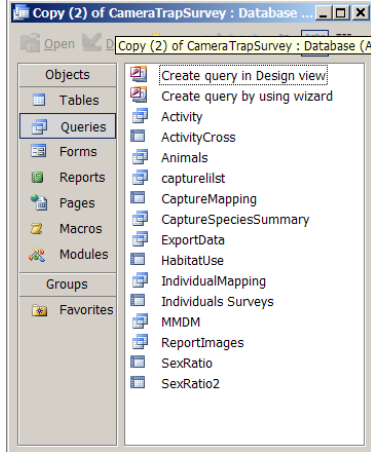 Copy (2) of CameraTrapSurvey : Database ...
Open D
Copy (2) of CameraTrapSurvey : Database (A
Objects
Tables
Queries
Forms
Reports
Pages
Macros
Modules
Groups
Favorites
Create query in Design view
Create query by using wizard
Activity
ActivityCross
Animals
capturelilst
CaptureMapping
CaptureSpeciesSummary
ExportData
HabitatUse
IndividualMapping
Individuals Surveys
MMDM
ReportImages
SexRatio
SexRatio2